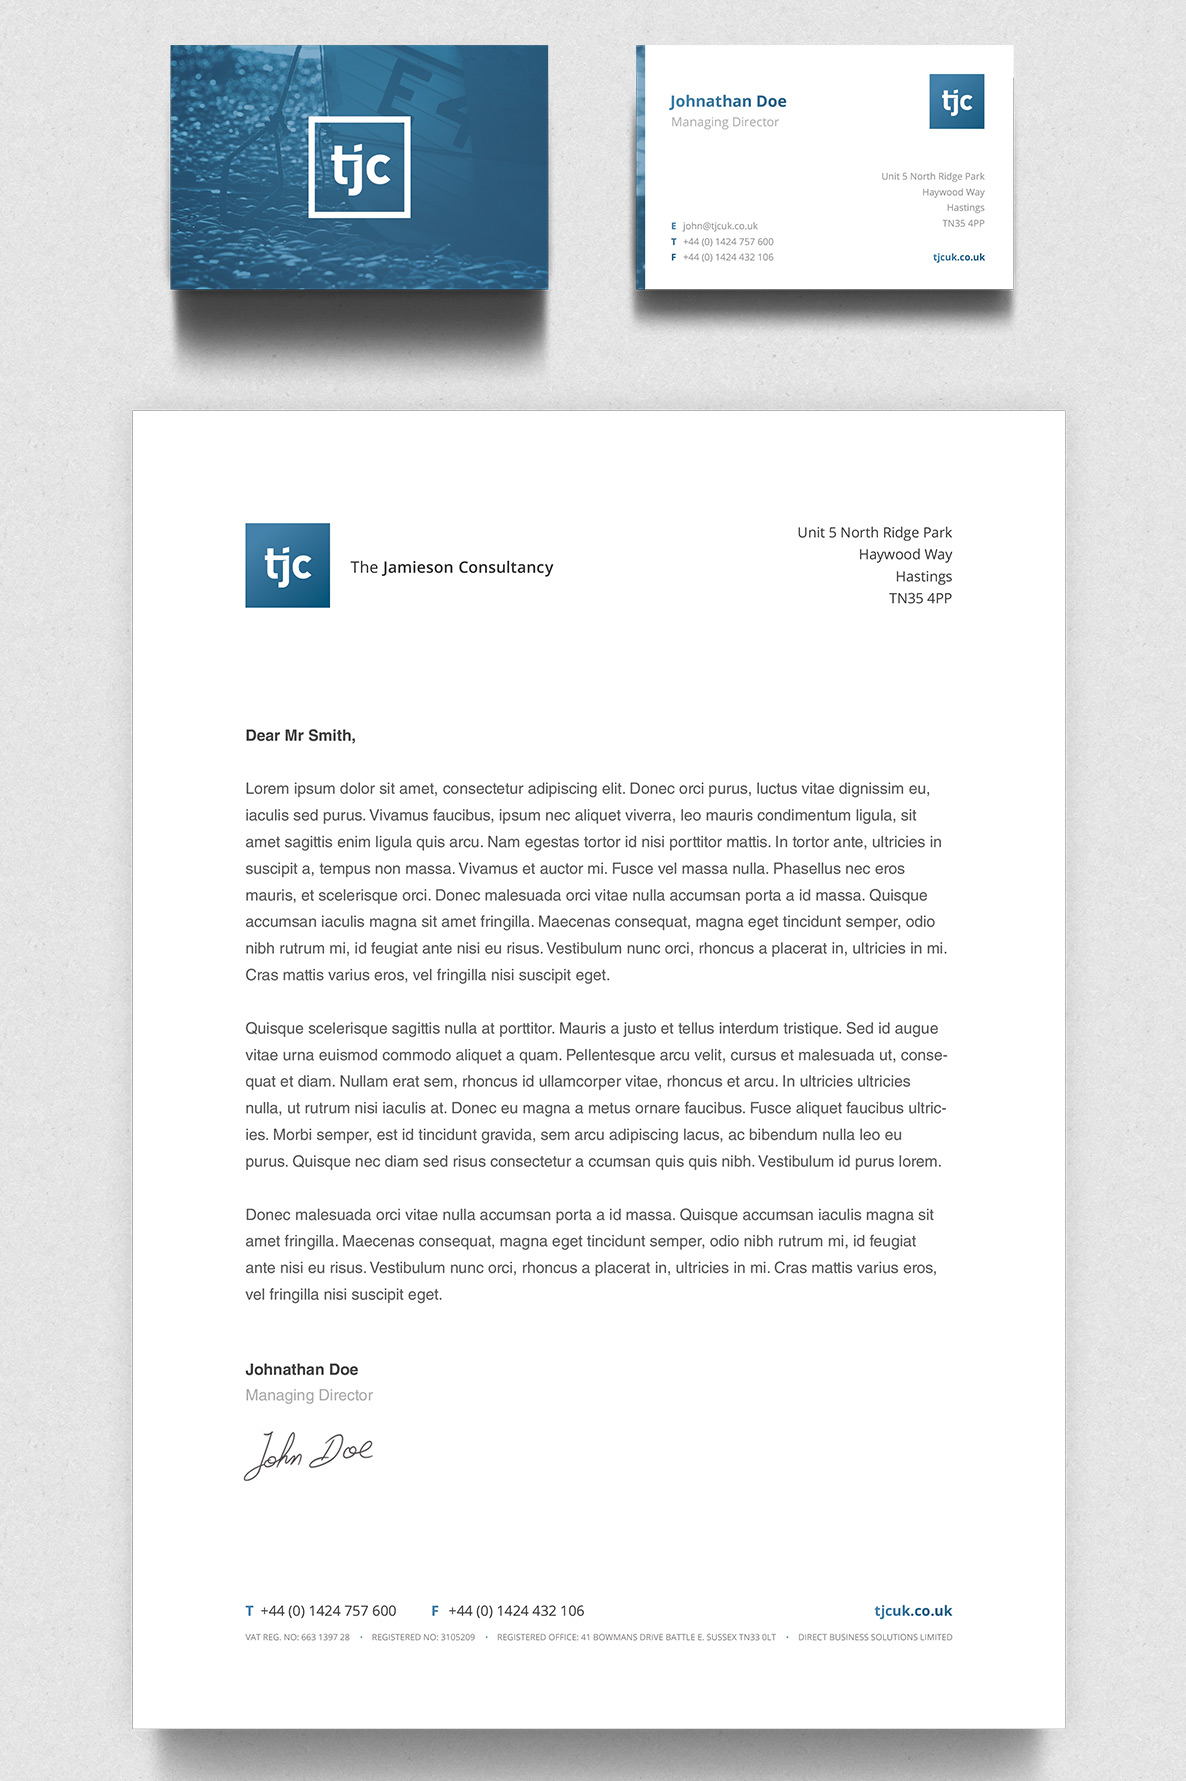 E4
tjc
Johnathan Doe
Managing Director
tjc
Unit 5 North Ridge Park
Haywood Way
Hastings
TN35 4PP
E john@tjcuk.co.uk
T +44 (0) 1424 757 600
F +44 (0) 1424 432 106
tjcuk.co.uk
tjc
The Jamieson Consultancy
Unit 5 North Ridge Park
Haywood Way
Hastings
TN35 4PP
Dear Mr Smith,
Lorem ipsum dolor sit amet, consectetur adipiscing elit. Donec orci purus, luctus vitae dignissim eu,
iaculis sed purus. Vivamus faucibus, ipsum nec aliquet viverra, leo mauris condimentum ligula, sit
amet sagittis enim ligula quis arcu. Nam egestas tortor id nisi porttitor mattis. In tortor ante, ultricies in
suscipit a, tempus non massa. Vivamus et auctor mi. Fusce vel massa nulla. Phasellus nec eros
mauris, et scelerisque orci. Donec malesuada orci vitae nulla accumsan porta a id massa. Quisque
accumsan iaculis magna sit amet fringilla. Maecenas consequat, magna eget tincidunt semper, odio
nibh rutrum mi, id feugiat ante nisi eu risus. Vestibulum nunc orci, rhoncus a placerat in, ultricies in mi.
Cras mattis varius eros, vel fringilla nisi suscipit eget.
Quisque scelerisque sagittis nulla at porttitor. Mauris a justo et tellus interdum tristique. Sed id augue
vitae urna euismod commodo aliquet a quam. Pellentesque arcu velit, cursus et malesuada ut, conse-
quat et diam. Nullam erat sem, rhoncus id ullamcorper vitae, rhoncus et arcu. In ultricies ultricies
nulla, ut rutrum nisi iaculis at. Donec eu magna a metus ornare faucibus. Fusce aliquet faucibus ultric-
ies. Morbi semper, est id tincidunt gravida, sem arcu adipiscing lacus, ac bibendum nulla leo eu
purus. Quisque nec diam sed risus consectetur a ccumsan quis quis nibh. Vestibulum id purus lorem.
Donec malesuada orci vitae nulla accumsan porta a id massa. Quisque accumsan iaculis magna sit
amet fringilla. Maecenas consequat, magna eget tincidunt semper, odio nibh rutrum mi, id feugiat
ante nisi eu risus. Vestibulum nunc orci, rhoncus a placerat in, ultricies in mi. Cras mattis varius eros,
vel fringilla nisi suscipit eget.
Johnathan Doe
Managing Director
John Doe
T +44 (0) 1424 757 600 F +44 (0) 1424 432 106 tjcuk.co.uk
VAT REG. NO: 663 1397 28 • REGISTERED NO: 3105209 • REGISTERED OFFICE: 41 BOWMANS DRIVE BATTLE E. SUSSEX TN33 0LT • DIRECT BUSINESS SOLUTIONS LIMITED